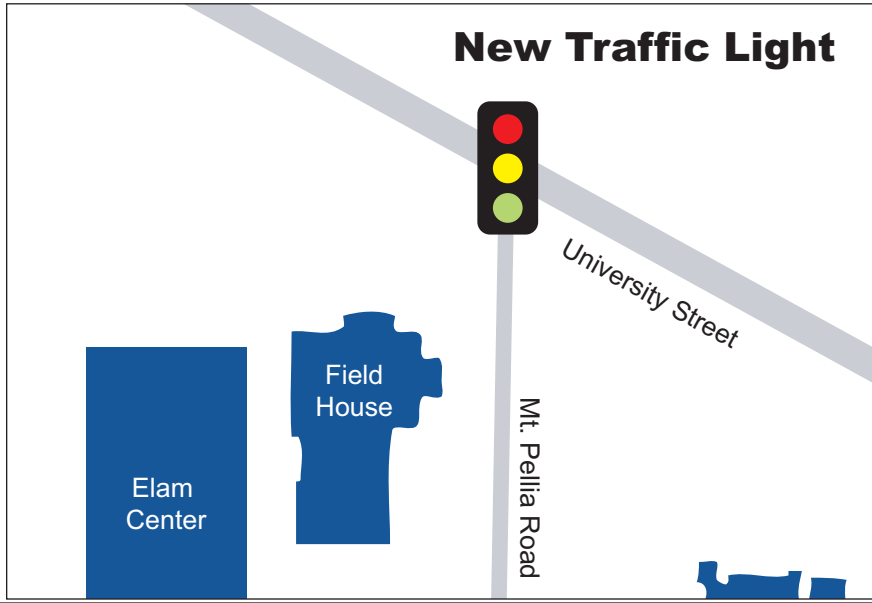 New Traffic Light
University Street
Field
House
Mt. Pellia Road
Elam
Center